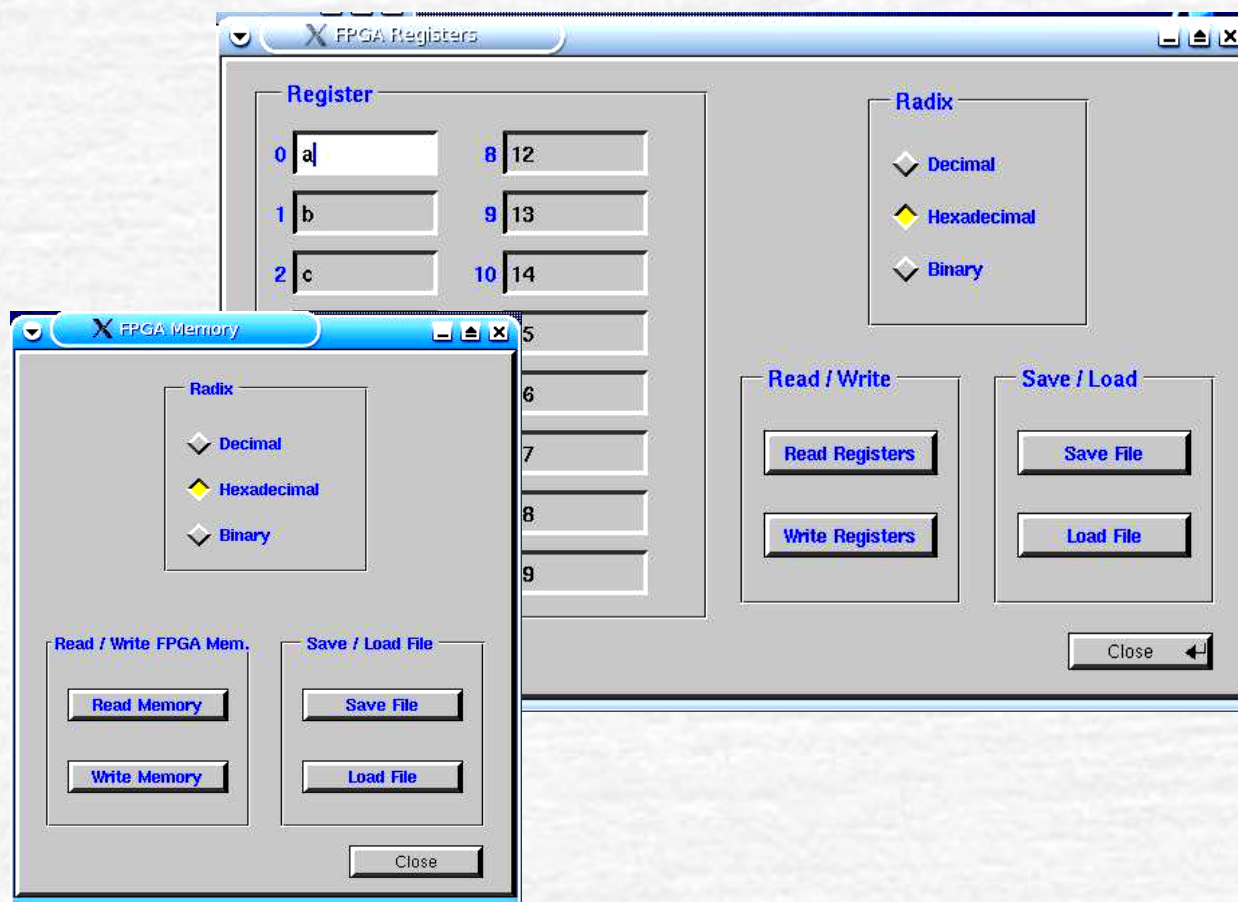 FPGA Registers
Register
0 a 8 12
1 b 9 13
2 c 10 14
5
6
7
8
9
Radix
Decimal
Hexadecimal
Binary
Read / Write
Read Registers
Write Registers
Save / Load
Save File
Load File
Close
FPGA Memory
Radix
Decimal
Hexadecimal
Binary
Read / Write FPGA Mem.
Read Memory
Write Memory
Save / Load File
Save File
Load File
Close